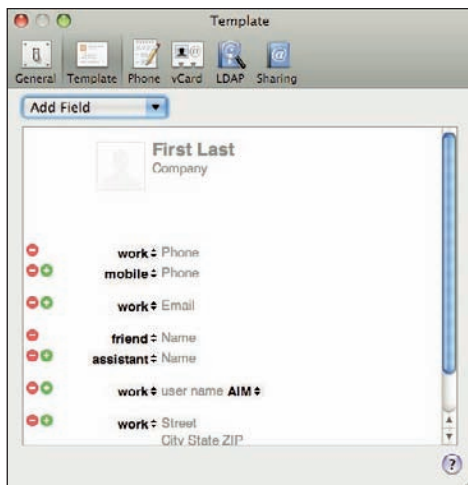 Template
General Template Phone vCard LDAP Sharing
Add Field
First Last
Company
work Phone
mobile Phone
work Email
friend Name
assistant Name
work user name AIM
work Street
City State ZIP
?